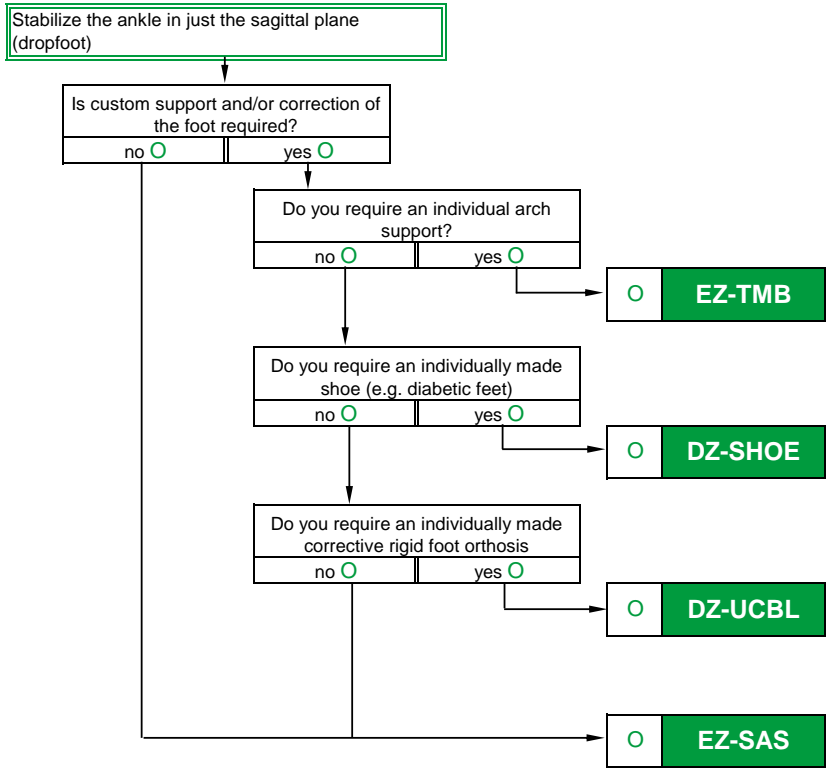 Stabilize the ankle in just the sagittal plane
(dropfoot)
Is custom support and/or correction of
the foot required?
no O yes O
Do you require an individual arch
support?
no O yes O
O EZ-TMB
Do you require an individually made
shoe (e.g. diabetic feet)
no O yes O
O DZ-SHOE
Do you require an individually made
corrective rigid foot orthosis
no O yes O
O DZ-UCBL
O EZ-SAS